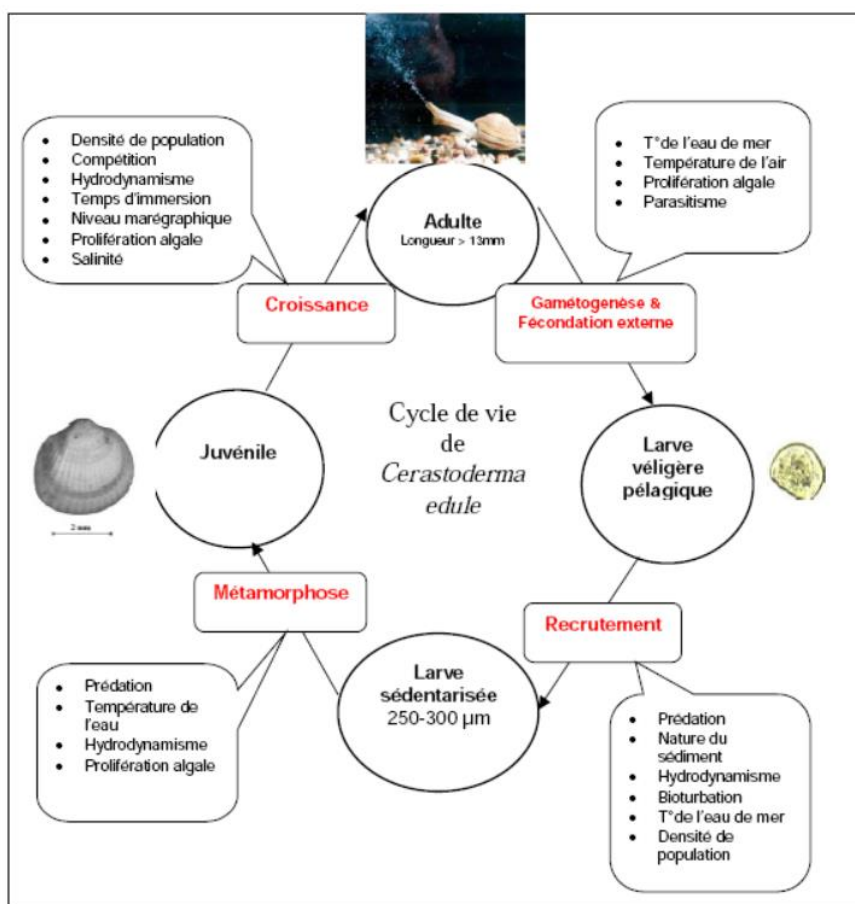 • Densité de population
• Compétition
• Hydrodynamisme
• Temps d'immersion
• Niveau marégraphique
• Prolifération algale
• Salinité
• T°de l'eau de mer
• Température de l'air
• Prolifération algale
• Parasitisme
Adulte
Longueur > 13mm
Croissance
Gamétogenèse &
Fécondation externe
Juvénile
Cycle de vie
de
Cerastoderma
edule
Larve
véligère
pélagique
2 mm
Métamorphose
Recrutement
Larve
sédentarisée
250-300 µm
• Prédation
• Température de
l'eau
• Hydrodynamisme
• Prolifération algale
• Prédation
• Nature du
sédiment
• Hydrodynamisme
• Bioturbation
• T°de l'eau de mer
• Densité de
population